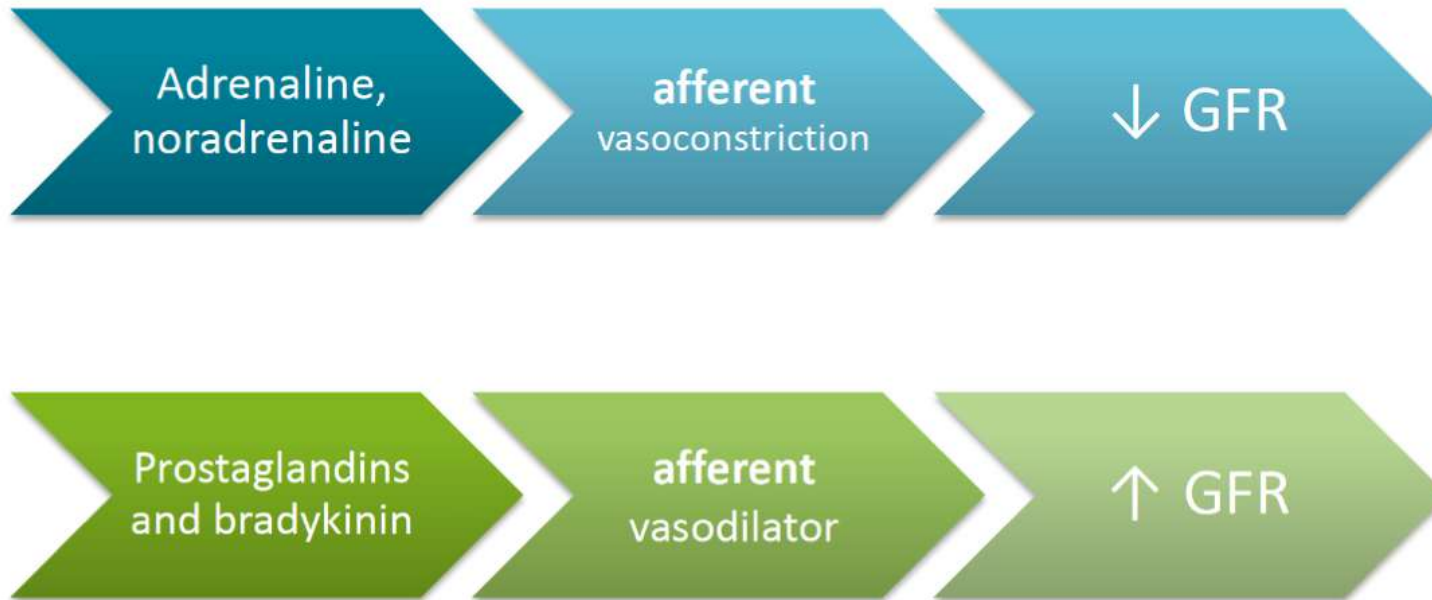 Adrenaline,
noradrenaline
afferent
vasoconstriction
↓ GFR
Prostaglandins
and bradykinin
afferent
vasodilator
↑ GFR